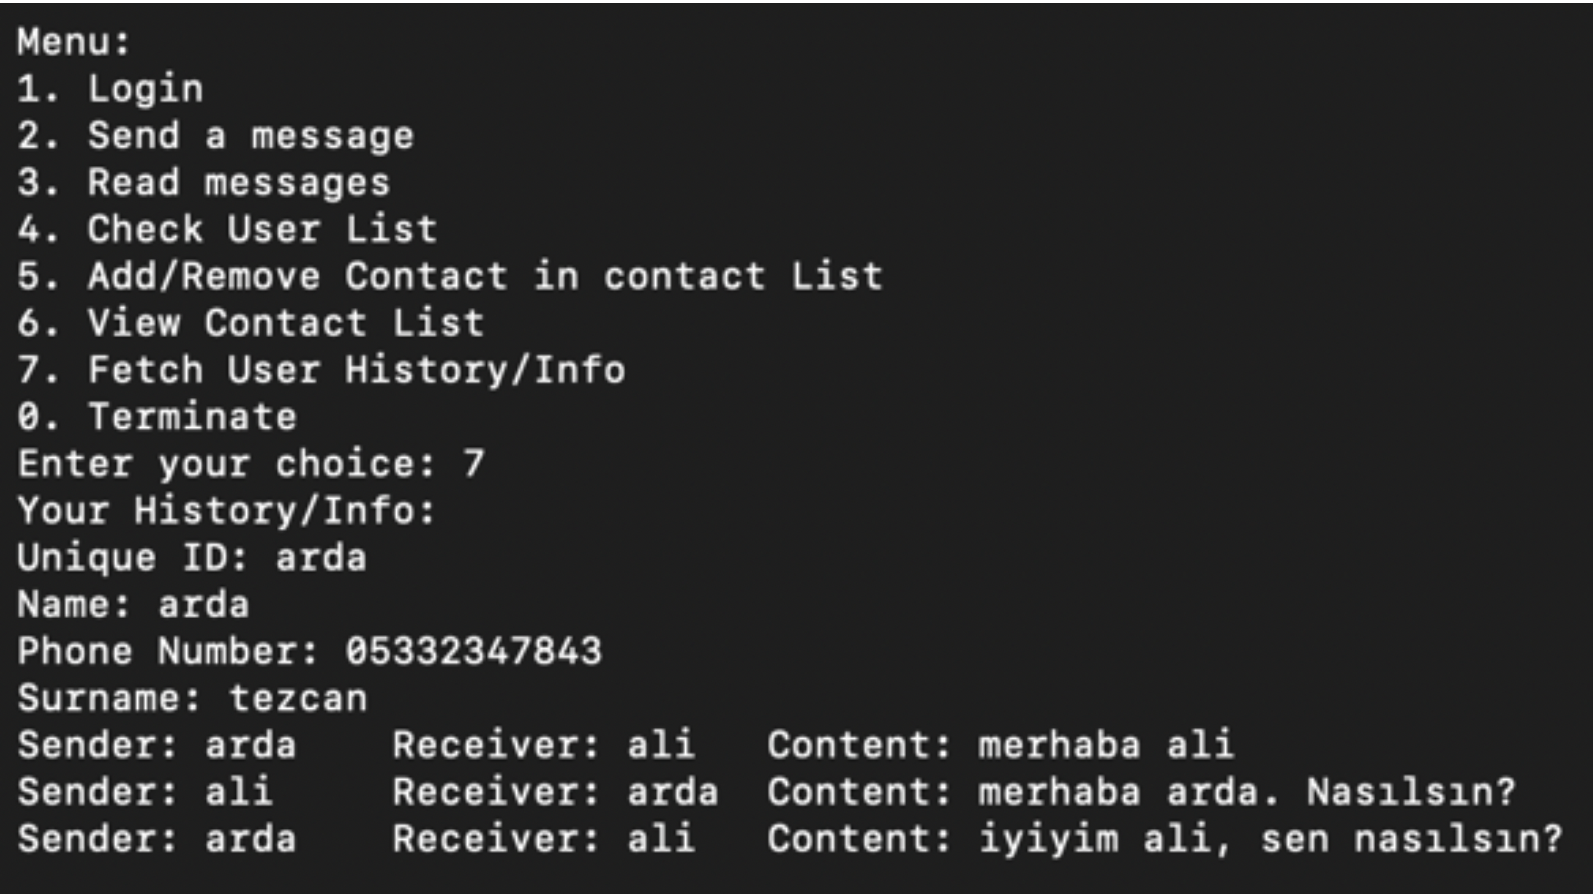 Menu:
1. Login
2. Send a message
3. Read messages
4. Check User List
5. Add/Remove Contact in contact List
6. View Contact List
7. Fetch User History/Info
0. Terminate
Enter your choice: 7
Your History/Info:
Unique ID: arda
Name: arda
Phone Number: 05332347843
Surname: tezcan
Sender: arda    Receiver: ali   Content: merhaba ali
Sender: ali     Receiver: arda  Content: merhaba arda. Nasılsın?
Sender: arda    Receiver: ali   Content: iyiyim ali, sen nasılsın?